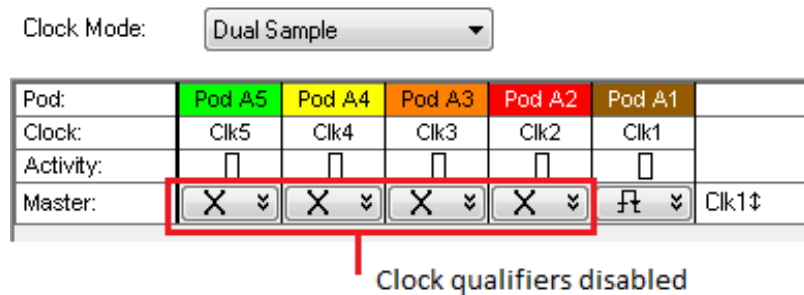 Clock Mode: Dual Sample
Pod: Pod A5 Pod A4 Pod A3 Pod A2 Pod A1
Clock: Clk5 Clk4 Clk3 Clk2 Clk1
Activity:
Master: X X X X Clk1↕
Clock qualifiers disabled